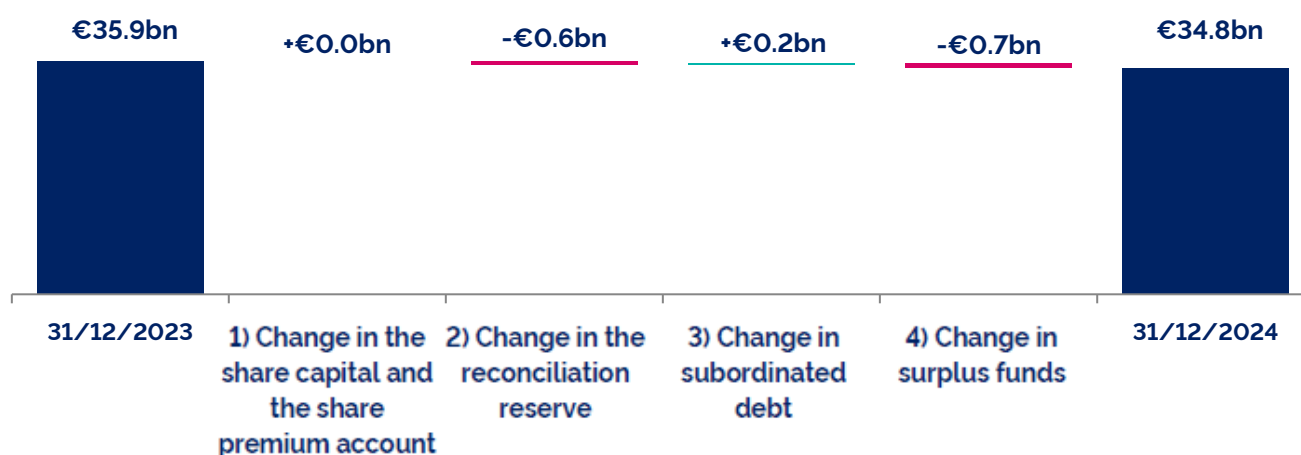 €35.9bn
+€0.0bn
-€0.6bn
+€0.2bn
-€0.7bn
€34.8bn
31/12/2023
1) Change in the
share capital and
the share
premium account
2) Change in the
reconciliation
reserve
3) Change in
subordinated
debt
4) Change in
surplus funds
31/12/2024